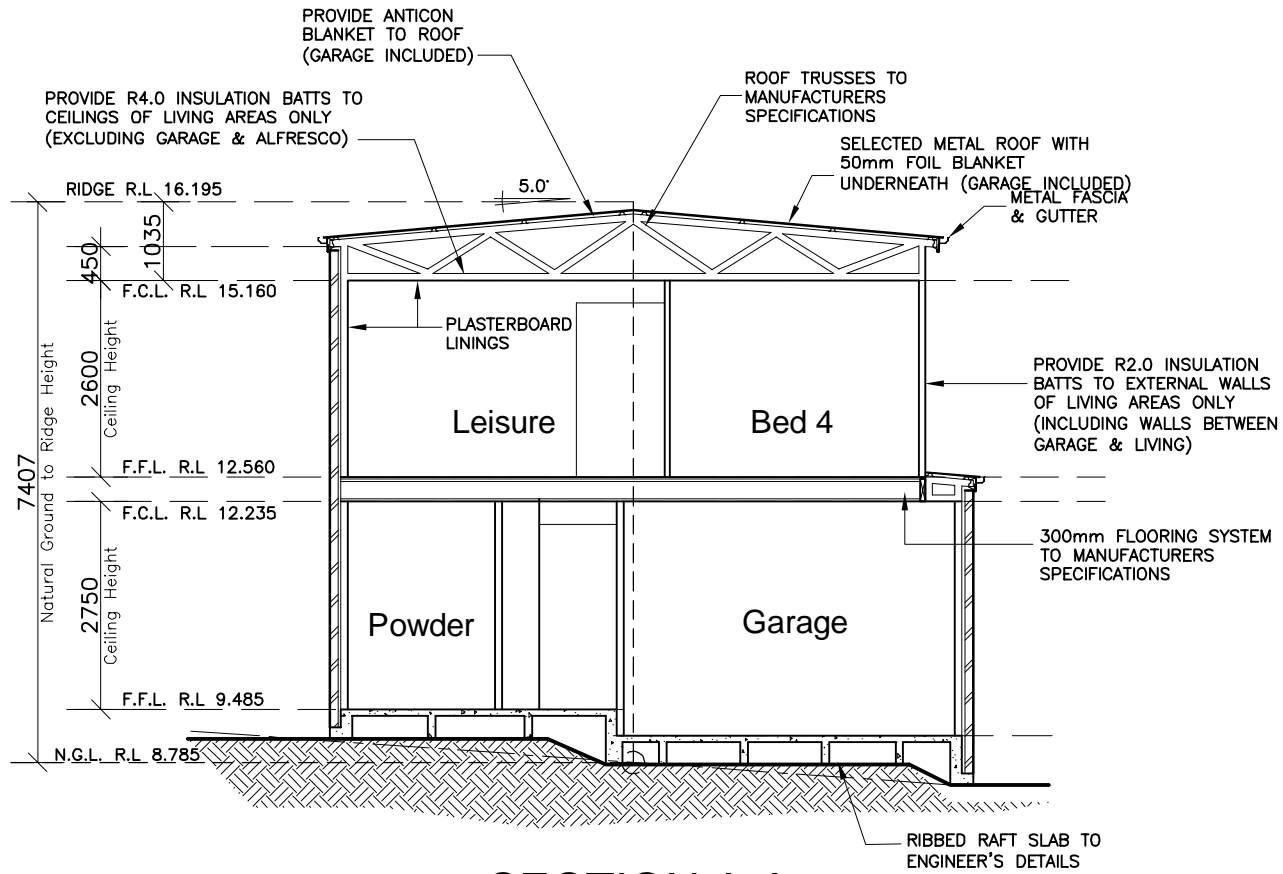 PROVIDE ANTICON
BLANKET TO ROOF
(GARAGE INCLUDED)
ROOF TRUSSES TO
MANUFACTURERS
SPECIFICATIONS
PROVIDE R4.0 INSULATION BATTS TO
CEILINGS OF LIVING AREAS ONLY
(EXCLUDING GARAGE & ALFRESCO)
SELECTED METAL ROOF WITH
50mm FOIL BLANKET
UNDERNEATH (GARAGE INCLUDED)
METAL FASCIA
& GUTTER
RIDGE R.L 16.195
5.0°
1035
450
F.C.L. R.L 15.160
PLASTERBOARD
LININGS
2600
Ceiling Height
Leisure
Bed 4
PROVIDE R2.0 INSULATION
BATTS TO EXTERNAL WALLS
OF LIVING AREAS ONLY
(INCLUDING WALLS BETWEEN
GARAGE & LIVING)
7407
Natural Ground to Ridge Height
F.F.L. R.L 12.560
F.C.L. R.L 12.235
300mm FLOORING SYSTEM
TO MANUFACTURERS
SPECIFICATIONS
2750
Ceiling Height
Powder
Garage
F.F.L. R.L 9.485
N.G.L. R.L 8.785
RIBBED RAFT SLAB TO
ENGINEER'S DETAILS